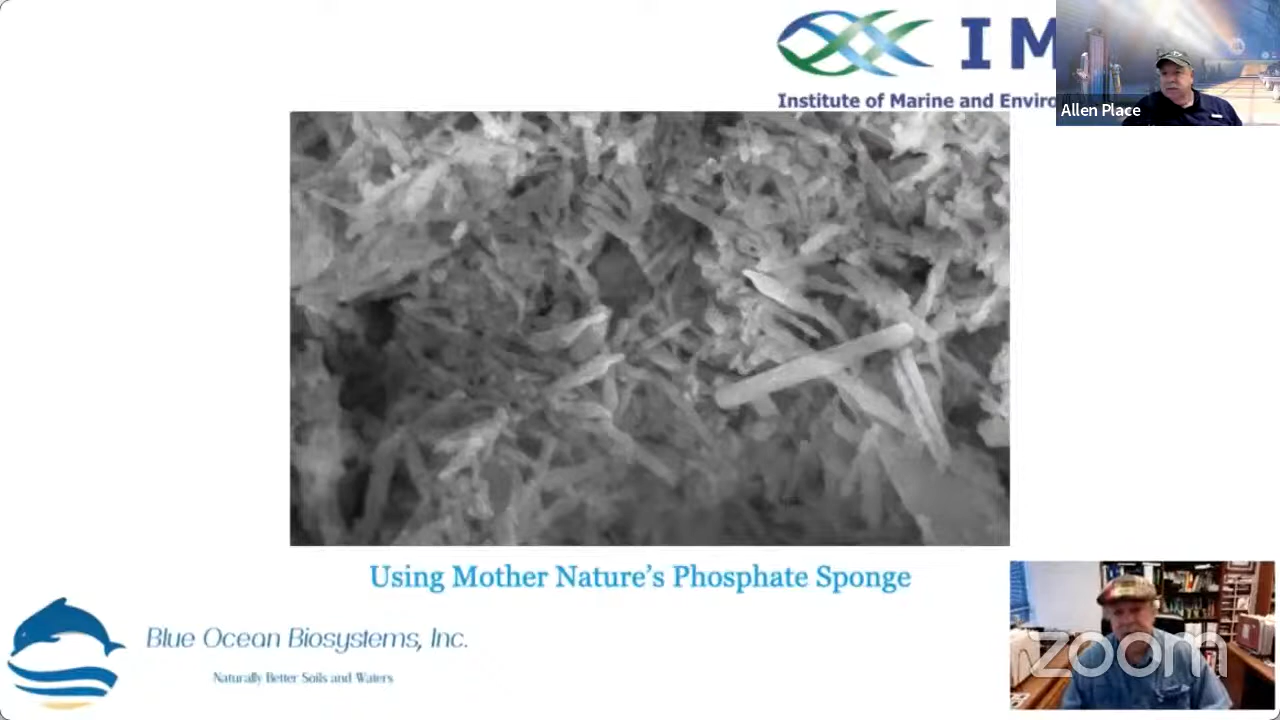 IM
Institute of Marine and Enviro
Allen Place
Using Mother Nature's Phosphate Sponge
Blue Ocean Biosystems, Inc.
Naturally Better Soils and Waters
zoom